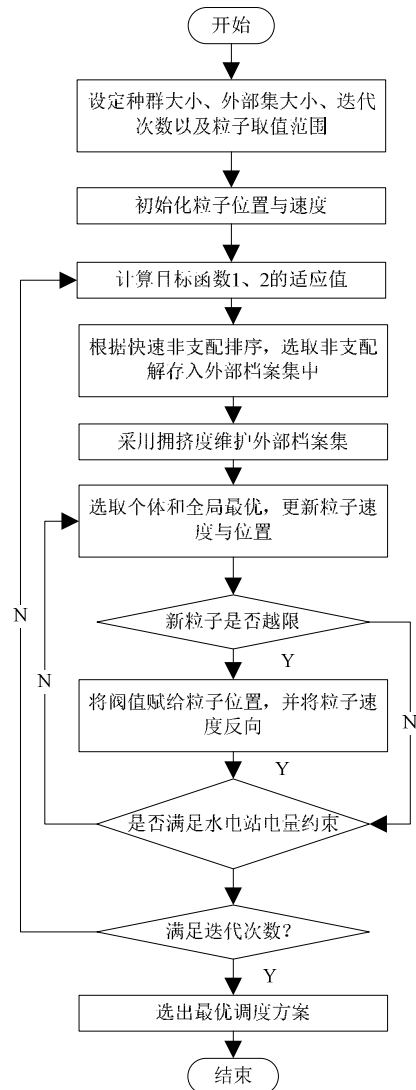 开始
设定种群大小、外部集大小、迭代
次数以及粒子取值范围
初始化粒子位置与速度
计算目标函数1、2的适应值
根据快速非支配排序，选取非支配
解存入外部档案集中
采用拥挤度维护外部档案集
选取个体和全局最优，更新粒子速
度与位置
N
新粒子是否越限
N
Y
N
将阀值赋给粒子位置，并将粒子速
度反向
Y
是否满足水电站电量约束
满足迭代次数？
Y
选出最优调度方案
结束